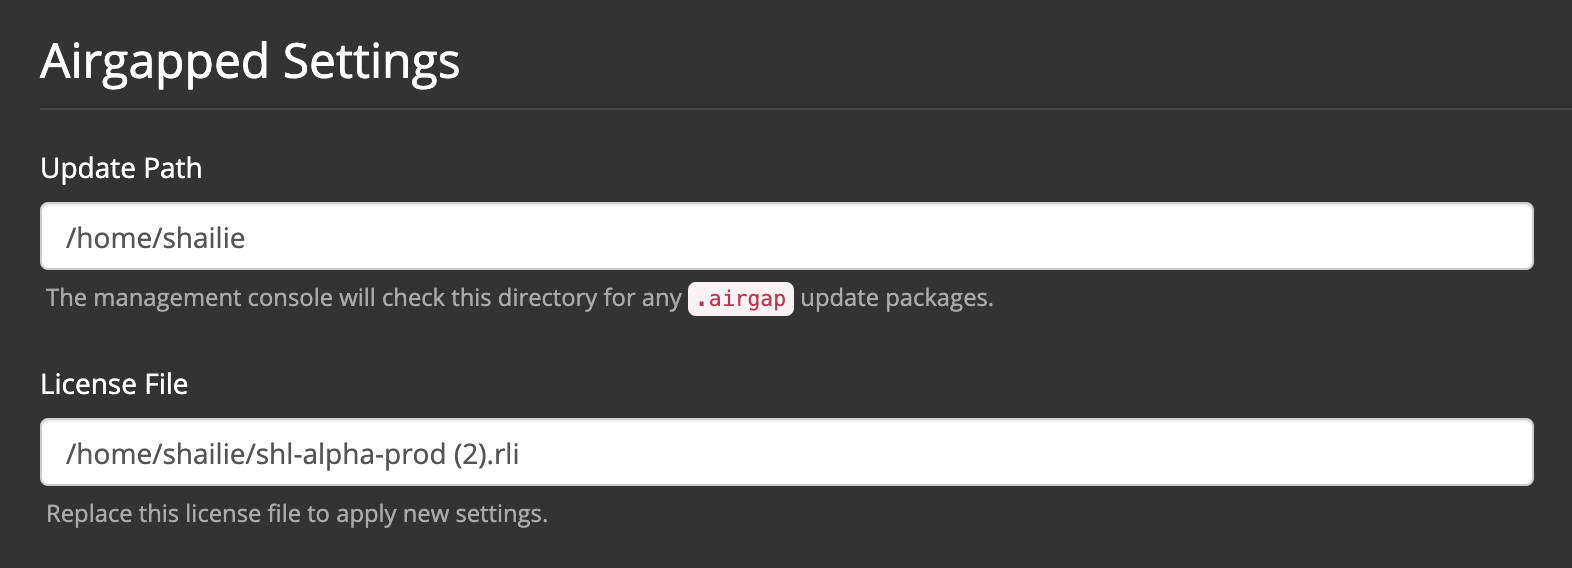 Airgapped Settings
Update Path
/home/shailie
The management console will check this directory for any .airgap update packages.
License File
/home/shailie/shl-alpha-prod (2).rli
Replace this license file to apply new settings.